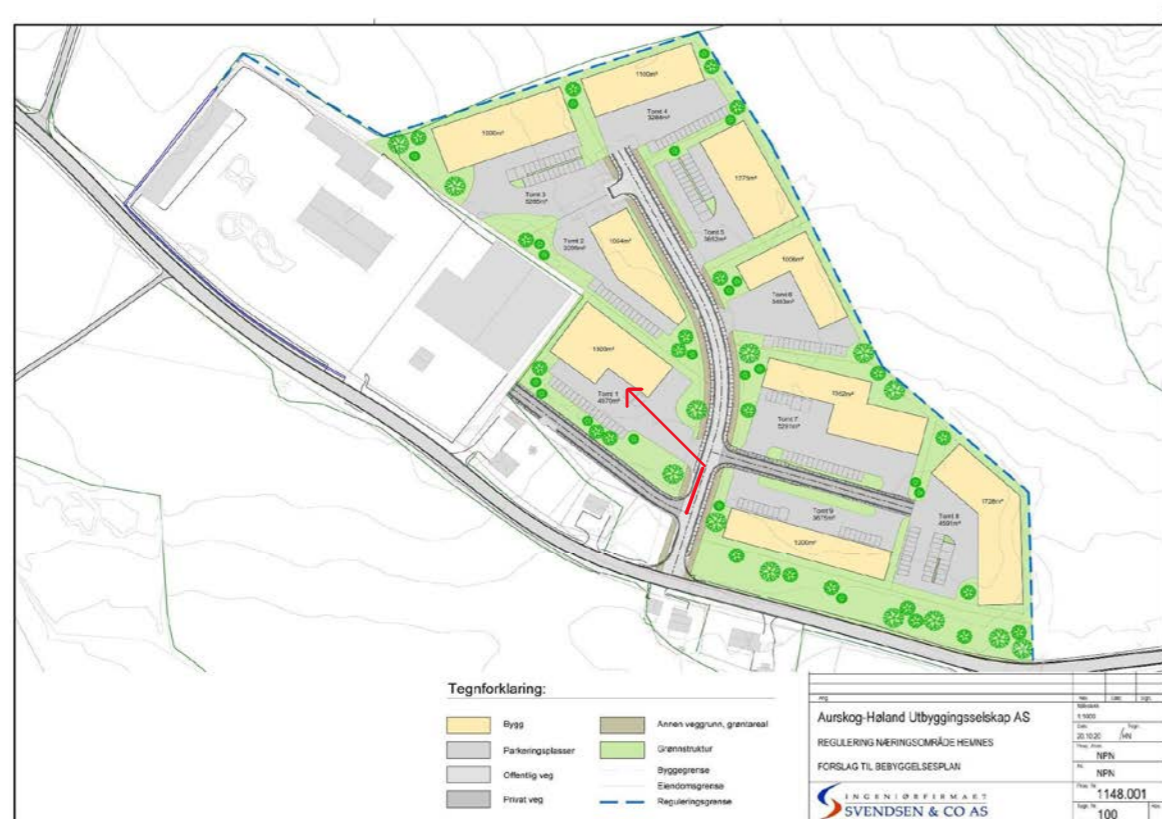 1100m²
Tomt 4
1000m²
Tomt 3
Tomt 5
Tomt 2
1004m²
Tomt 6
1300m²
Tomt 1
4970m²
Tomt 7
Tomt 9
Tomt 8
1200m²
1728m²
Tegnforklaring:
Bygg
Parkeringsplasser
Offentlig veg
Privat veg
Annen veggrunn, grøntareal
Grønnstruktur
Byggegrense
Eiendomsgrense
Reguleringsgrense
Aurskog-Høland Utbyggingsselskap AS
REGULERING NÆRINGSOMRÅDE HEMNES
FORSLAG TIL BEBYGGELSESPLAN
INGENIØRFIRMAET
SVENDSEN & CO AS
1:1000
20.10.20
HN
NPN
NPN
1148.001
100